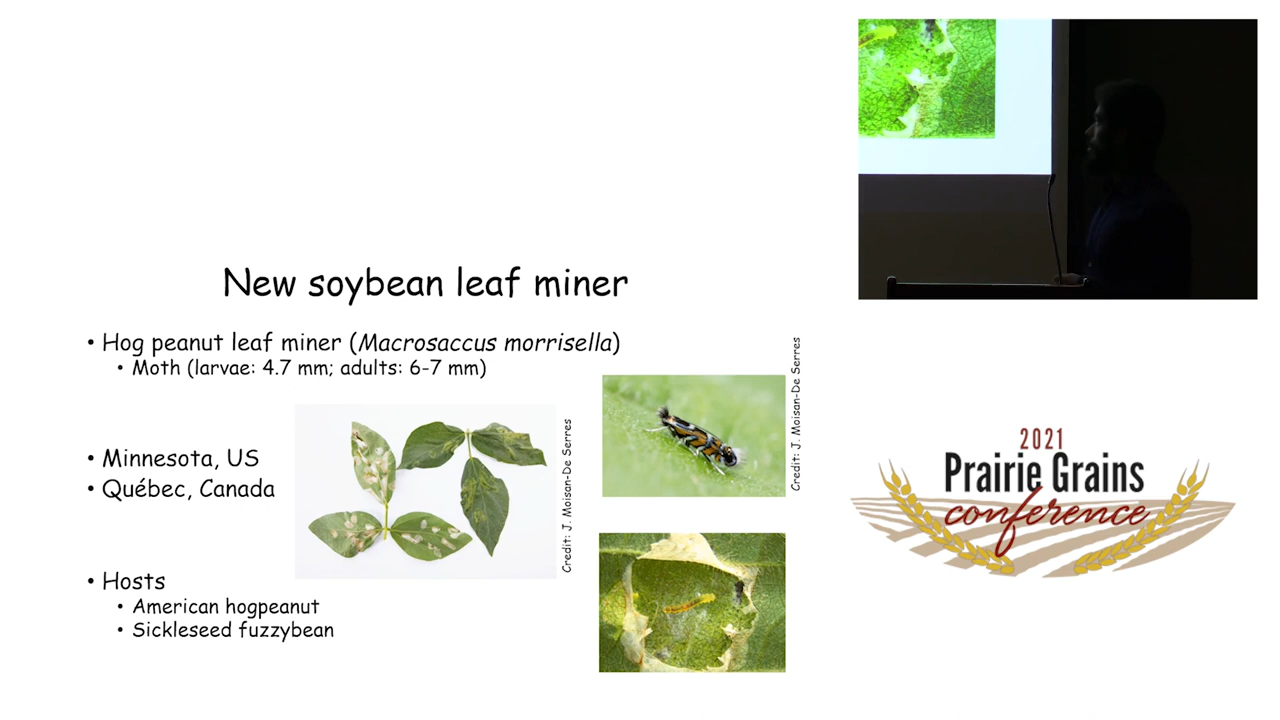 New soybean leaf miner
• Hog peanut leaf miner (Macrosaccus morrisella)
• Moth (larvae: 4.7 mm; adults: 6-7 mm)
• Minnesota, US
• Québec, Canada
• Hosts
• American hogpeanut
• Sickleseed fuzzybean
Credit: J. Moisan-De Serres
Credit: J. Moisan-De Serres
2021
Prairie Grains
conference